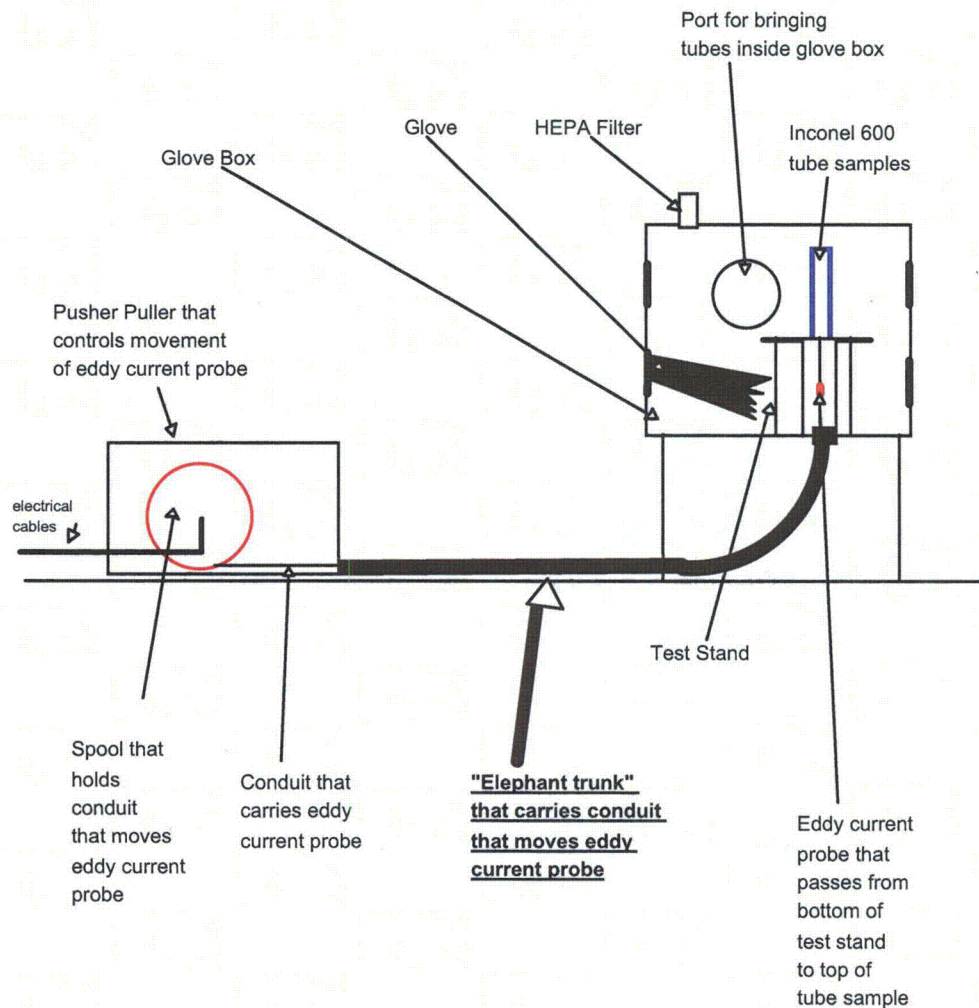 Port for bringing
tubes inside glove box
Glove
HEPA Filter
Inconel 600
tube samples
Glove Box
Pusher Puller that
controls movement
of eddy current probe
electrical
cables
Test Stand
Spool that
holds
conduit
that moves
eddy current
probe
Conduit that
carries eddy
current probe
"Elephant trunk"
that carries conduit
that moves eddy
current probe
Eddy current
probe that
passes from
bottom of
test stand
to top of
tube sample